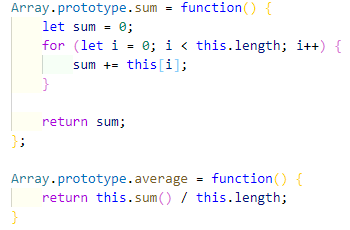 Array.prototype.sum = function() {
    let sum = 0;
    for (let i = 0; i < this.length; i++) {
        sum += this[i];
    }

    return sum;
};

Array.prototype.average = function() {
    return this.sum() / this.length;
}